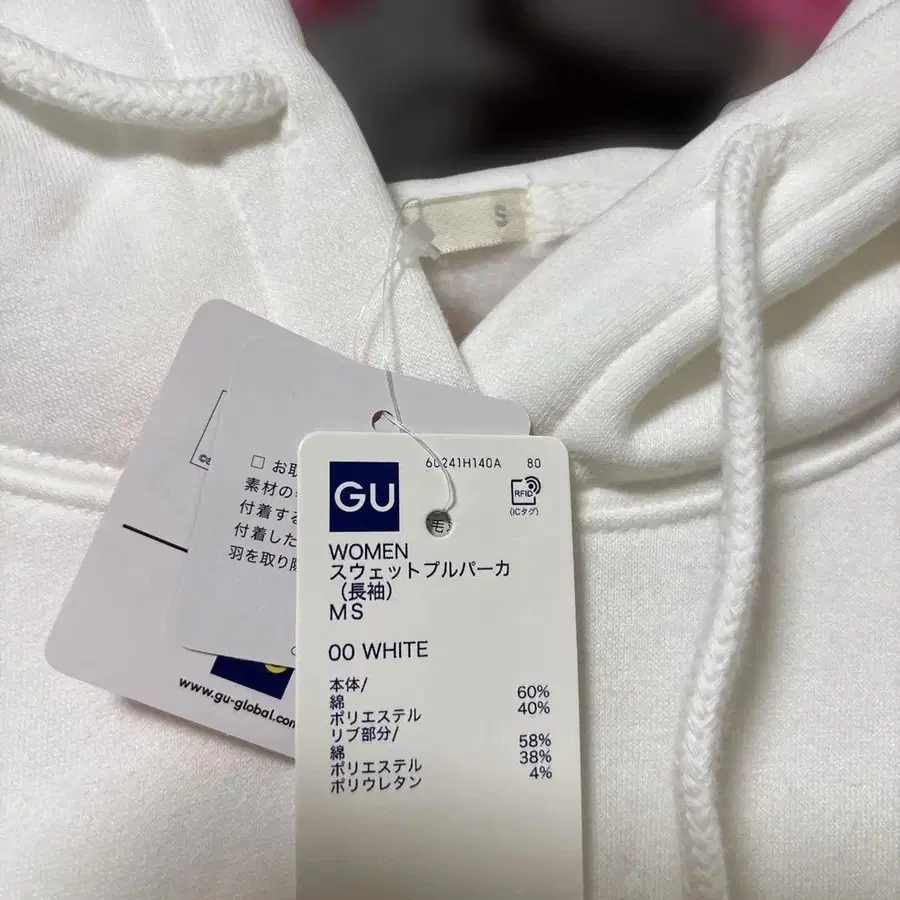 S
60241H140A 80
GU
RFID
(ICタグ)
毛
WOMEN
スウェットプルパーカ
(長袖)
M S
00 WHITE
本体/
綿 60%
ポリエステル 40%
リブ部分/
綿 58%
ポリエステル 38%
ポリウレタン 4%
□ お取
素材の
付着する
付着した
羽を取り除
www.gu-global.com